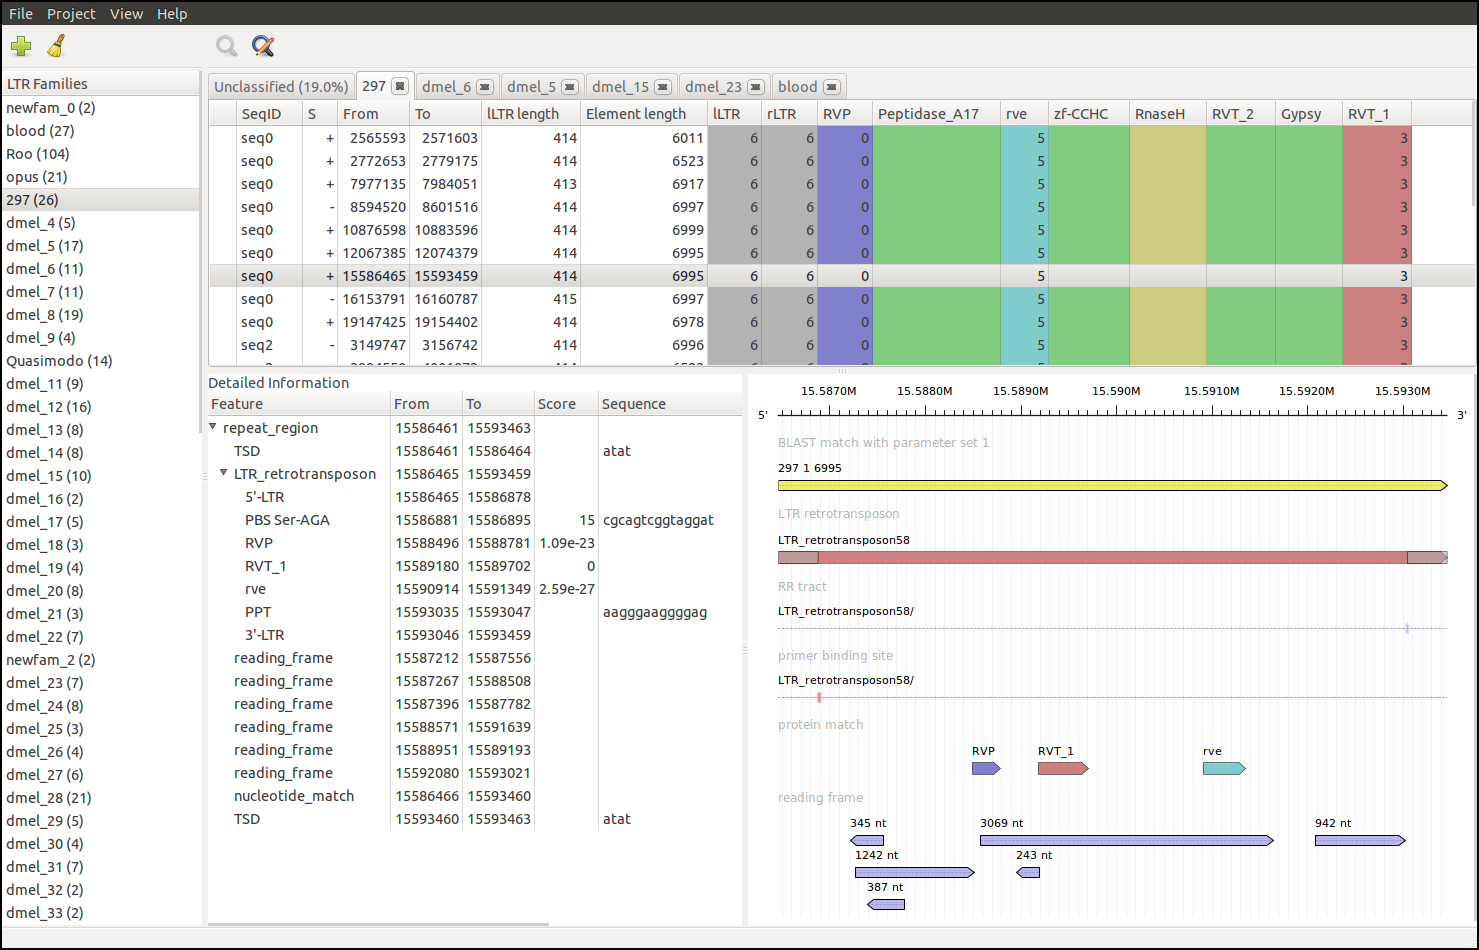 File Project View Help
LTR Families
newfam_0 (2)
blood (27)
Roo (104)
opus (21)
297 (26)
dmel_4 (5)
dmel_5 (17)
dmel_6 (11)
dmel_7 (11)
dmel_8 (19)
dmel_9 (4)
Quasimodo (14)
dmel_11 (9)
dmel_12 (16)
dmel_13 (8)
dmel_14 (8)
dmel_15 (10)
dmel_16 (2)
dmel_17 (5)
dmel_18 (3)
dmel_19 (4)
dmel_20 (8)
dmel_21 (3)
dmel_22 (7)
newfam_2 (2)
dmel_23 (7)
dmel_24 (8)
dmel_25 (3)
dmel_26 (4)
dmel_27 (6)
dmel_28 (21)
dmel_29 (5)
dmel_30 (4)
dmel_31 (7)
dmel_32 (2)
dmel_33 (2)
Unclassified (19.0%) 297 dmel_6 dmel_5 dmel_15 dmel_23 blood
SeqID S From To lLTR length Element length lLTR rLTR RVP Peptidase_A17 rve zf-CCHC RnaseH RVT_2 Gypsy RVT_1
seq0 + 2565593 2571603 414 6011 6 6 0 5 3
seq0 + 2772653 2779175 414 6523 6 6 0 5 3
seq0 + 7977135 7984051 413 6917 6 6 0 5 3
seq0 - 8594520 8601516 414 6997 6 6 0 5 3
seq0 + 10876598 10883596 414 6999 6 6 0 5 3
seq0 + 12067385 12074379 414 6995 6 6 0 5 3
seq0 + 15586465 15593459 414 6995 6 6 0 5 3
seq0 - 16153791 16160787 415 6997 6 6 0 5 3
seq0 + 19147425 19154402 414 6978 6 6 0 5 3
seq2 - 3149747 3156742 414 6996 6 6 0 5 3
Detailed Information
Feature From To Score Sequence
repeat_region 15586461 15593463
TSD 15586461 15586464 atat
LTR_retrotransposon 15586465 15593459
5'-LTR 15586465 15586878
PBS Ser-AGA 15586881 15586895 15 cgcagtcggtaggat
RVP 15588496 15588781 1.09e-23
RVT_1 15589180 15589702 0
rve 15590914 15591349 2.59e-27
PPT 15593035 15593047 aagggaaggggag
3'-LTR 15593046 15593459
reading_frame 15587212 15587556
reading_frame 15587267 15588508
reading_frame 15587396 15587782
reading_frame 15588571 15591639
reading_frame 15588951 15589193
reading_frame 15592080 15593021
nucleotide_match 15586466 15593460
TSD 15593460 15593463 atat
15.5870M 15.5880M 15.5890M 15.590M 15.5910M 15.5920M 15.5930M
5' 3'
BLAST match with parameter set 1
297 1 6995
LTR retrotransposon
LTR_retrotransposon58
RR tract
LTR_retrotransposon58/
primer binding site
LTR_retrotransposon58/
protein match
RVP RVT_1 rve
reading frame
345 nt 3069 nt 942 nt
1242 nt 243 nt
387 nt